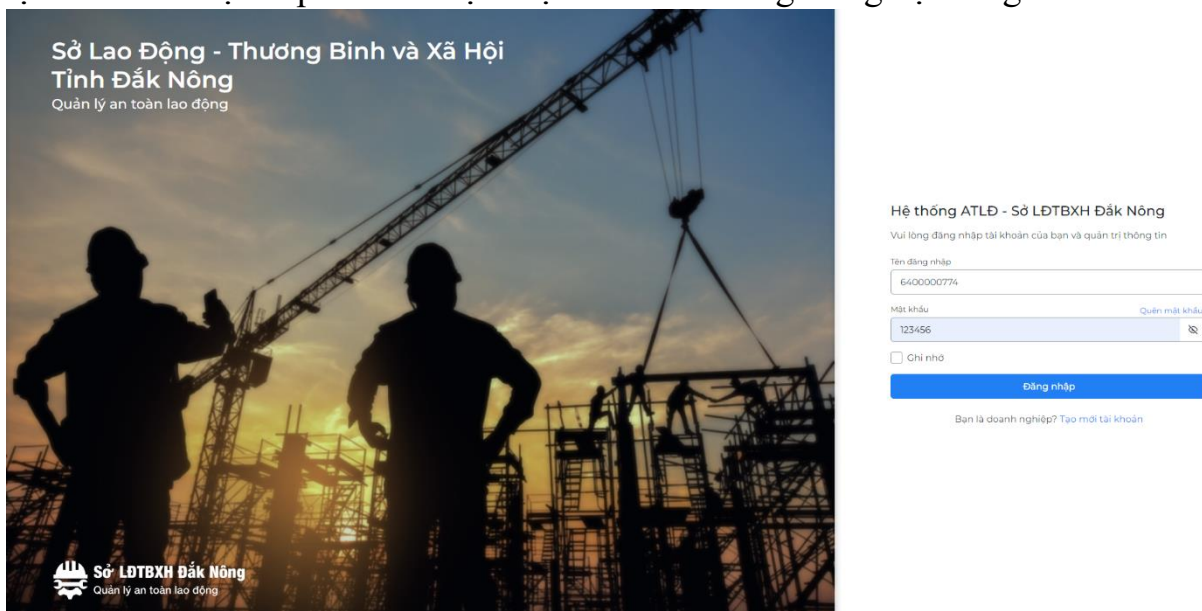 Sở Lao Động - Thương Binh và Xã Hội
Tỉnh Đắk Nông
Quản lý an toàn lao động
Hệ thống ATLĐ - Sở LĐTBXH Đắk Nông
Vui lòng đăng nhập tài khoản của bạn và quản trị thông tin
Tên đăng nhập
6400000774
Mật khẩu
Quên mật khẩu
123456
Ghi nhớ
Đăng nhập
Bạn là doanh nghiệp? Tạo mới tài khoản
Sở LĐTBXH Đắk Nông
Quản lý an toàn lao động